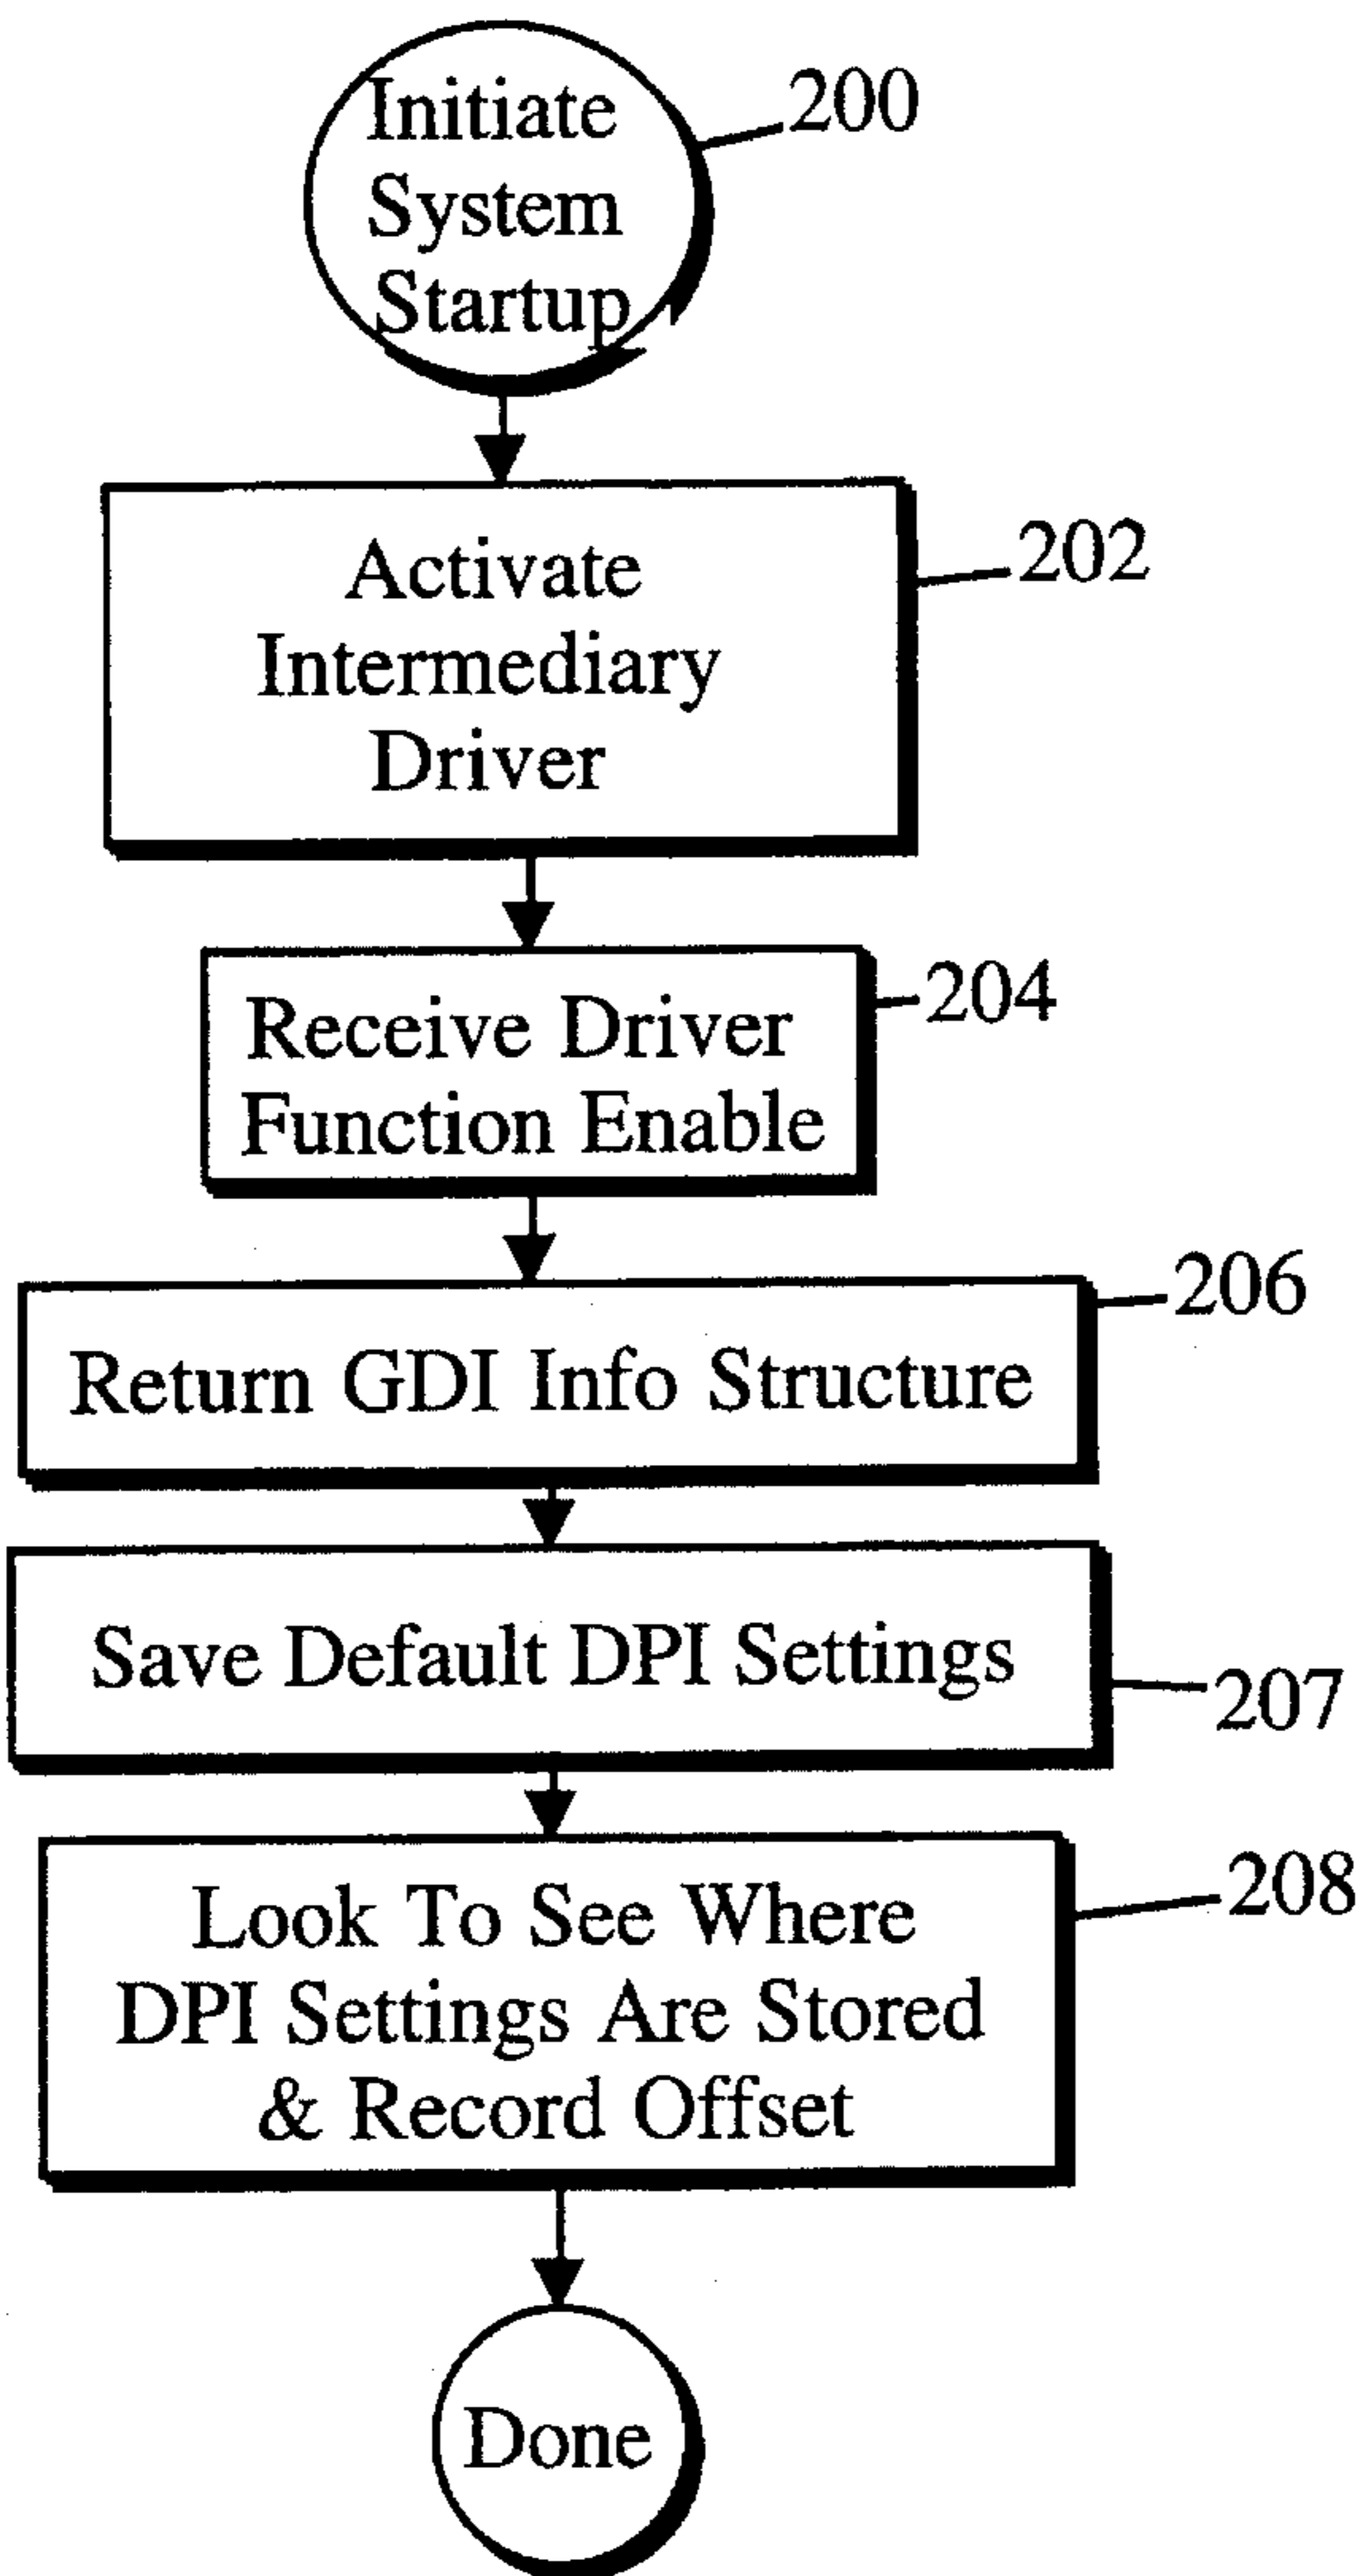 Initiate
System
Startup
200
Activate
Intermediary
Driver
202
Receive Driver
Function Enable
204
Return GDI Info Structure
206
Save Default DPI Settings
207
Look To See Where
DPI Settings Are Stored
& Record Offset
208
Done